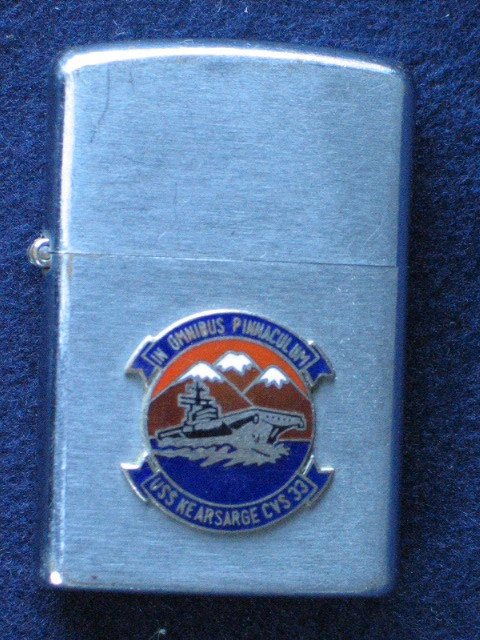 IN OMNIBUS PINNACULUM
USS KEARSARGE CVS 33